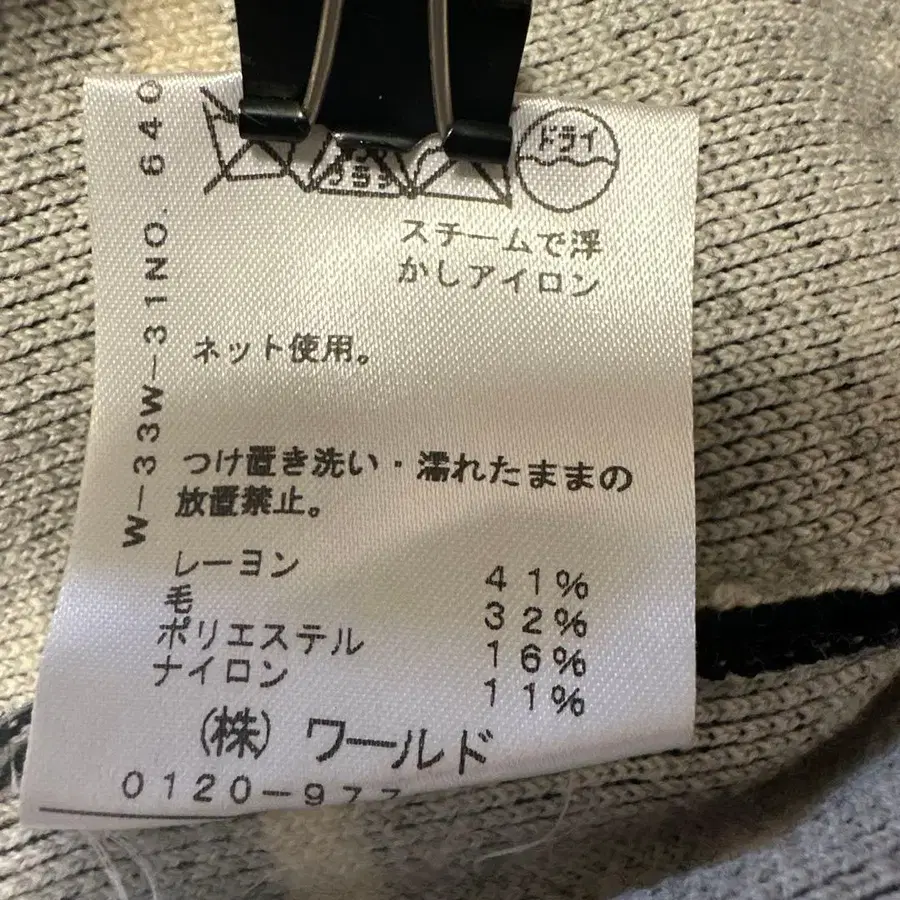 ドライ
スチームで浮
かしアイロン
ネット使用。
つけ置き洗い・濡れたままの
放置禁止。
レーヨン 41%
毛 32%
ポリエステル 16%
ナイロン 11%
(株)ワールド
0120-977
W-33W-31NO. 640